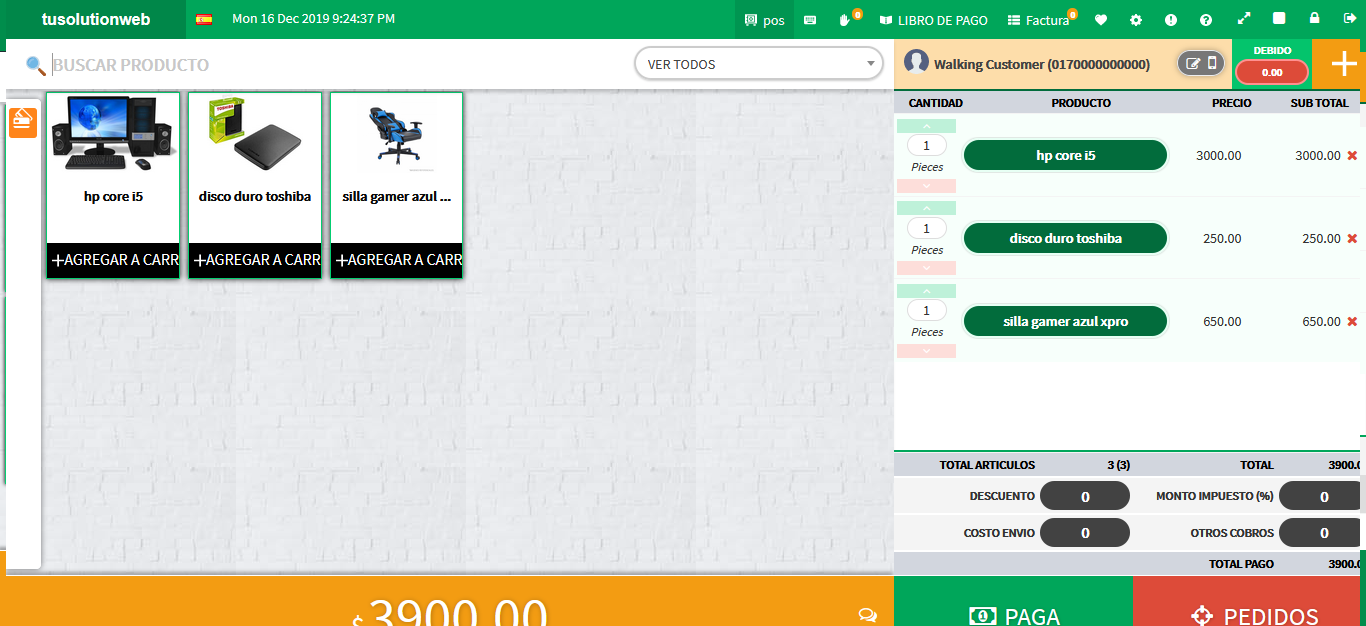 tusolutionweb
Mon 16 Dec 2019 9:24:37 PM
pos
0
LIBRO DE PAGO
Factura
0
BUSCAR PRODUCTO
VER TODOS
Walking Customer (0170000000000)
DEBIDO
0.00
hp core i5
+AGREGAR A CARR
TOSHIBA
disco duro toshiba
+AGREGAR A CARR
silla gamer azul ...
+AGREGAR A CARR
CANTIDAD PRODUCTO PRECIO SUB TOTAL
1
Pieces
hp core i5 3000.00 3000.00
1
Pieces
disco duro toshiba 250.00 250.00
1
Pieces
silla gamer azul xpro 650.00 650.00
TOTAL ARTICULOS 3 (3) TOTAL 3900.0
DESCUENTO 0 MONTO IMPUESTO (%) 0
COSTO ENVIO 0 OTROS COBROS 0
TOTAL PAGO 3900.0
$ 3900.00
PAGA
PEDIDOS